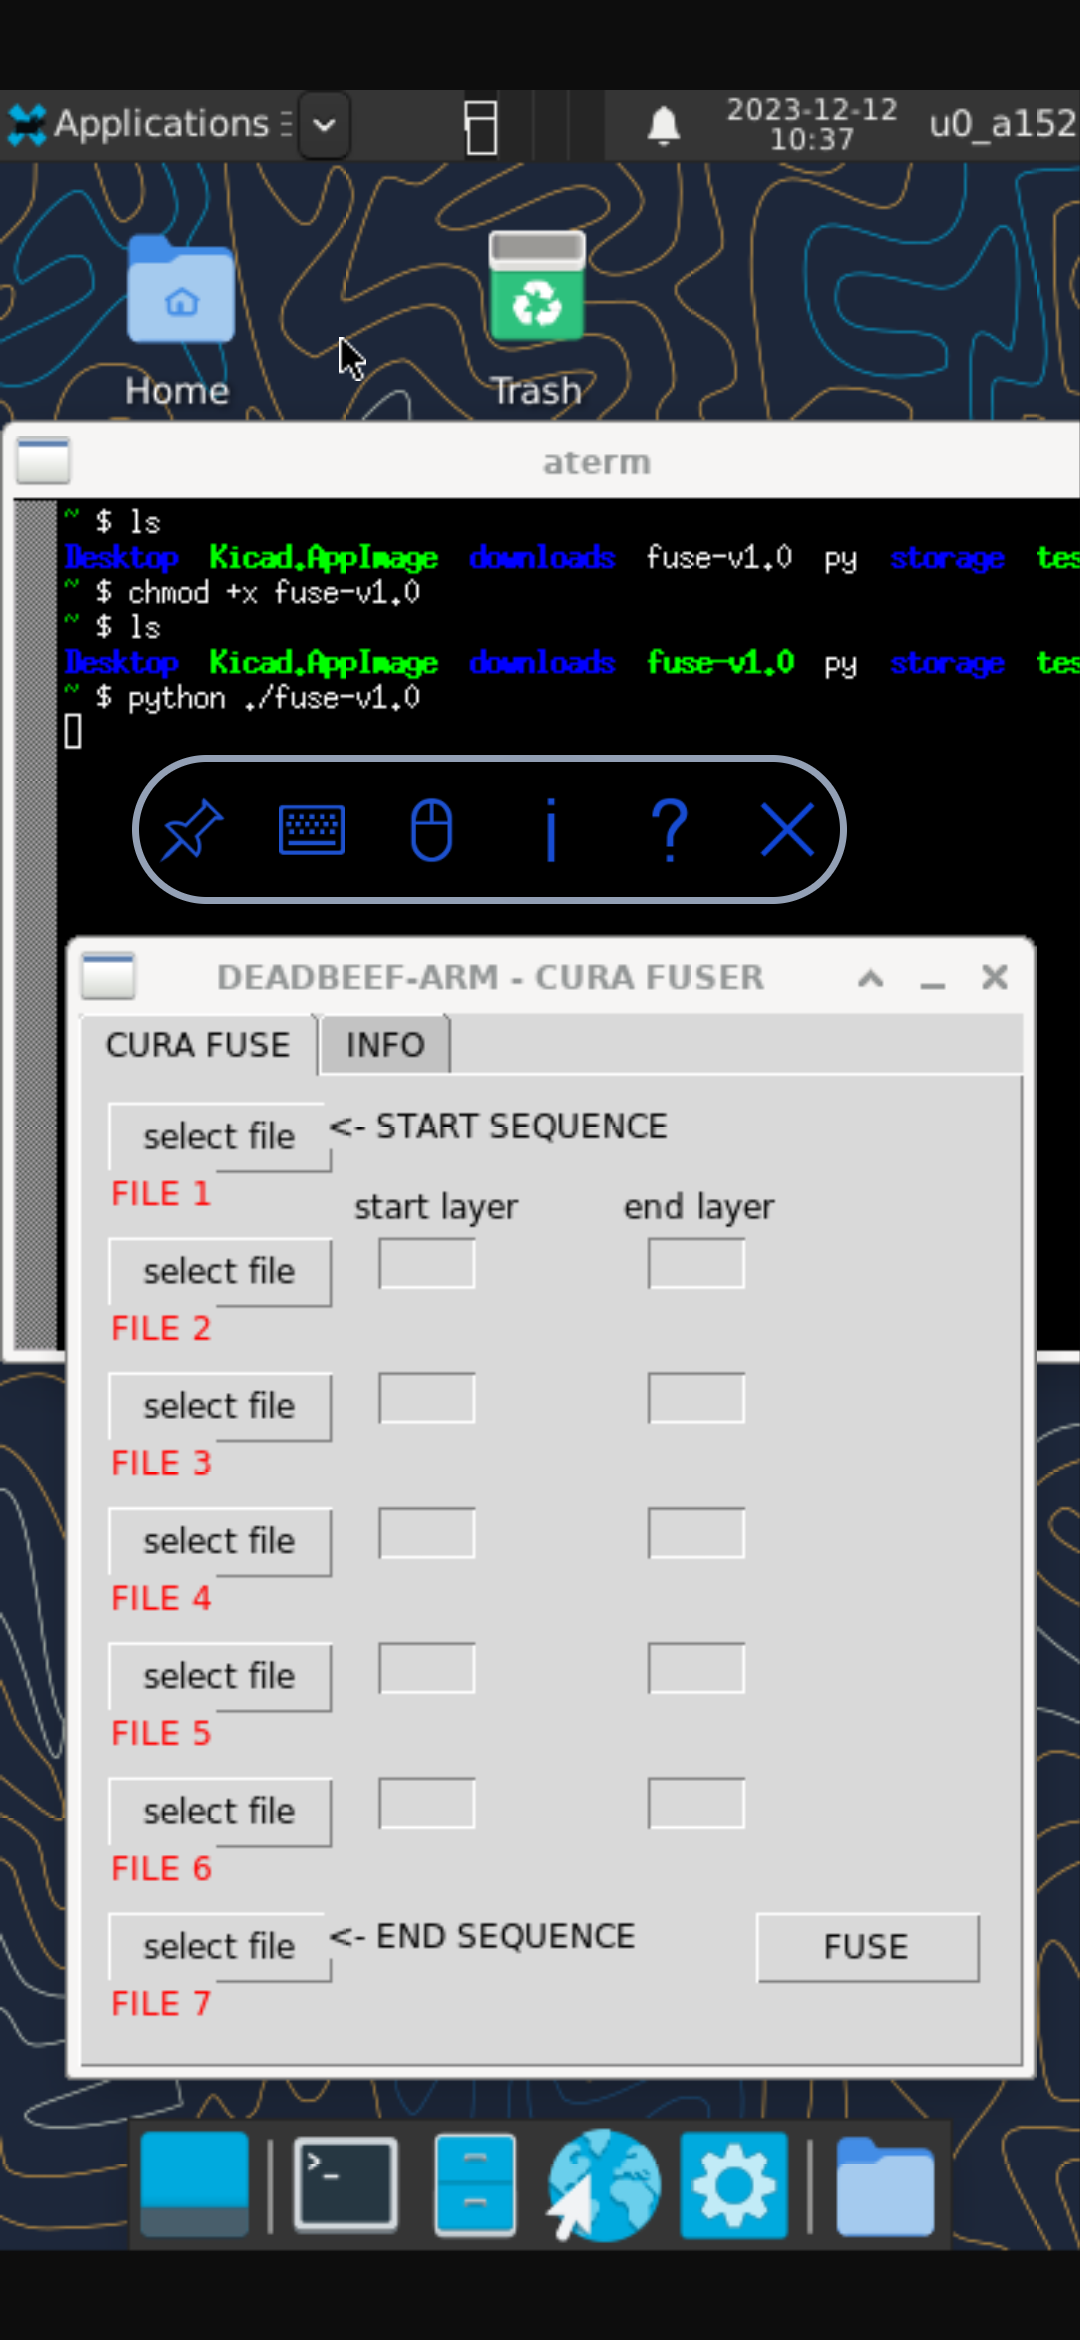 Applications
2023-12-12
10:37
u0_a152
Home
Trash
aterm
~ $ ls
Desktop Kicad.AppImage downloads fuse-v1.0 py storage tes
~ $ chmod +x fuse-v1.0
~ $ ls
Desktop Kicad.AppImage downloads fuse-v1.0 py storage tes
~ $ python ./fuse-v1.0
i ?
DEADBEEF-ARM - CURA FUSER
CURA FUSE INFO
select file <- START SEQUENCE
FILE 1
start layer end layer
select file
FILE 2
select file
FILE 3
select file
FILE 4
select file
FILE 5
select file
FILE 6
select file <- END SEQUENCE FUSE
FILE 7
>_